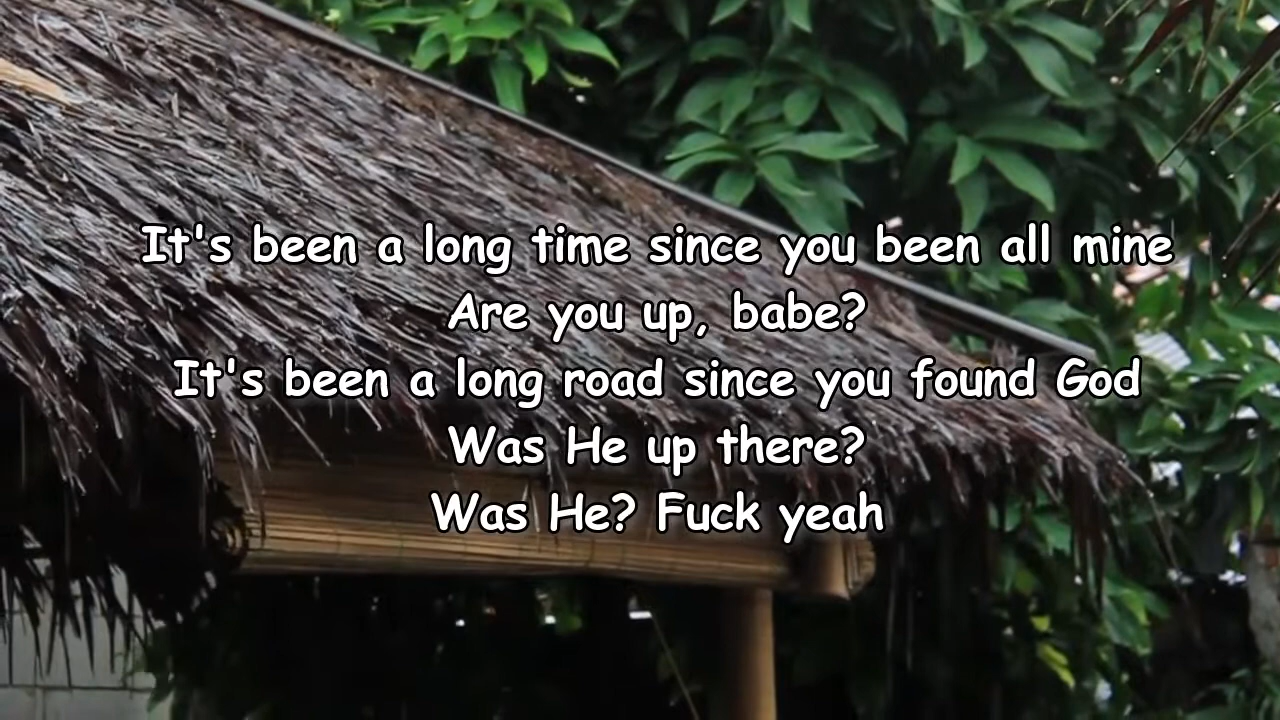 It's been a long time since you been all mine
Are you up, babe?
It's been a long road since you found God
Was He up there?
Was He? Fuck yeah